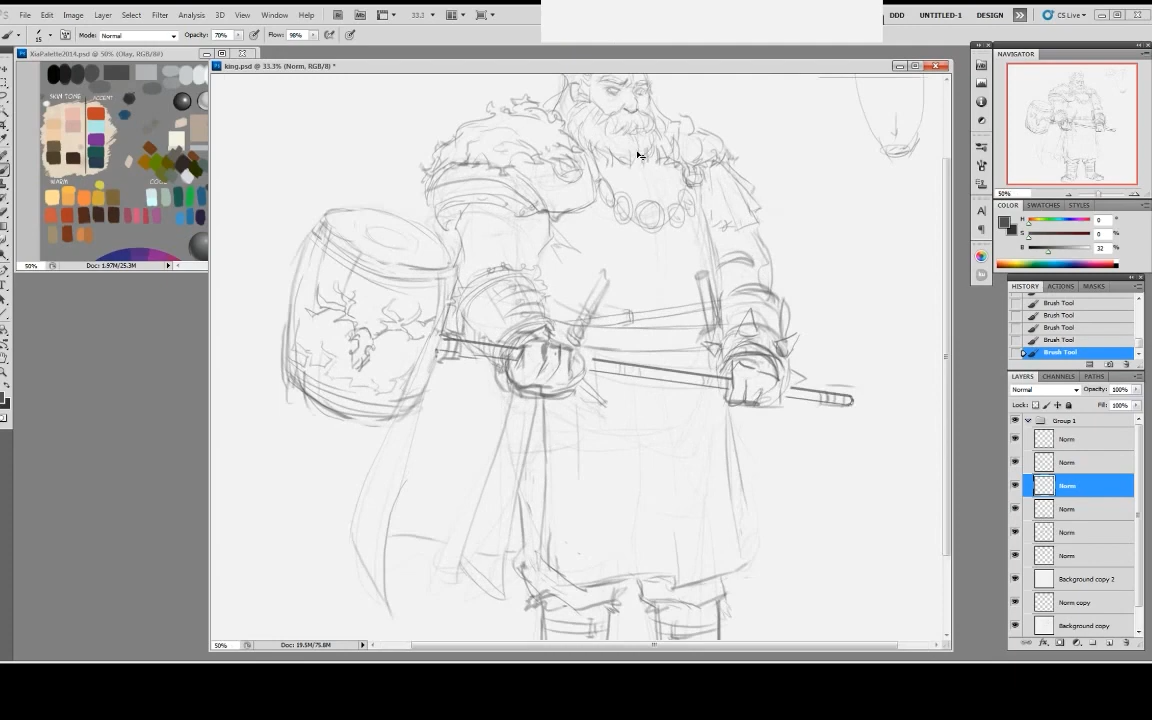 File Edit Image Layer Select Filter Analysis 3D View Window Help 33.3 DDD UNTITLED-1 DESIGN CS Live
Mode: Normal Opacity: 70% Flow: 98%
XiaPalette2014.psd @ 50% (Olay, RGB/8#)
king.psd @ 33.3% (Norm, RGB/8) *
SKIN TONE ACCENT
WARM COOL
50% Doc: 1.97M/25.3M
50% Doc: 19.5M/75.8M
NAVIGATOR
50%
COLOR SWATCHES STYLES
H 0 °
S 0 %
B 32 %
HISTORY ACTIONS MASKS
Brush Tool
Brush Tool
Brush Tool
Brush Tool
Brush Tool
LAYERS CHANNELS PATHS
Normal Opacity: 100%
Lock: Fill: 100%
Group 1
Norm
Norm
Norm
Norm
Norm
Norm
Background copy 2
Norm copy
Background copy